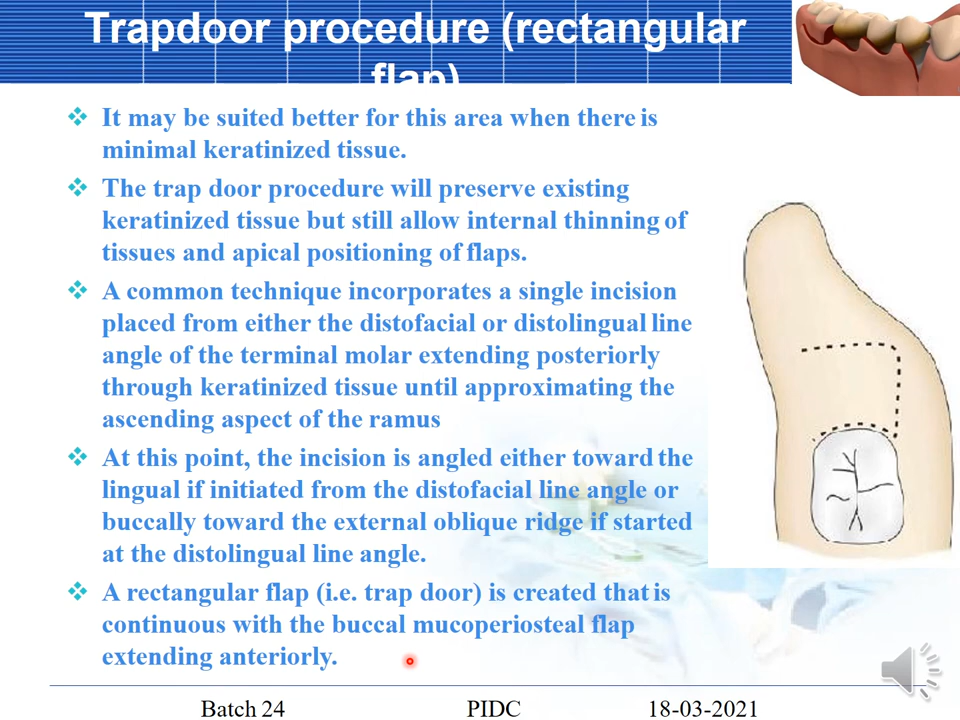 Trapdoor procedure (rectangular
flap)
❖ It may be suited better for this area when there is
minimal keratinized tissue.
❖ The trap door procedure will preserve existing
keratinized tissue but still allow internal thinning of
tissues and apical positioning of flaps.
❖ A common technique incorporates a single incision
placed from either the distofacial or distolingual line
angle of the terminal molar extending posteriorly
through keratinized tissue until approximating the
ascending aspect of the ramus
❖ At this point, the incision is angled either toward the
lingual if initiated from the distofacial line angle or
buccally toward the external oblique ridge if started
at the distolingual line angle.
❖ A rectangular flap (i.e. trap door) is created that is
continuous with the buccal mucoperiosteal flap
extending anteriorly.
Batch 24 PIDC 18-03-2021